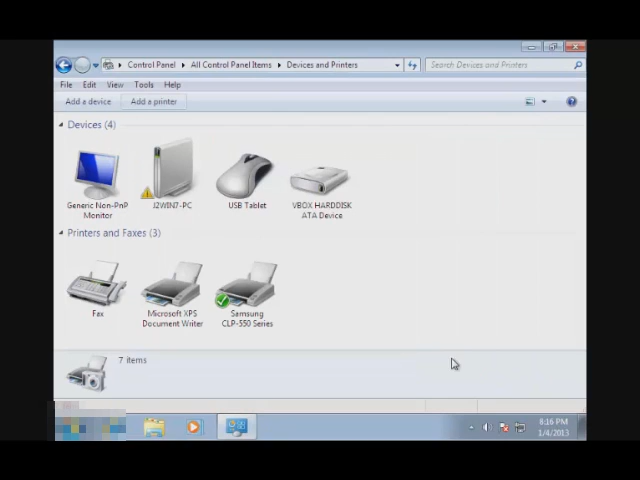 Control Panel All Control Panel Items Devices and Printers Search Devices and Printers
File Edit View Tools Help
Add a device Add a printer
Devices (4)
Generic Non-PnP Monitor
J2WIN7-PC
USB Tablet
VBOX HARDDISK ATA Device
Printers and Faxes (3)
Fax
Microsoft XPS Document Writer
Samsung CLP-550 Series
7 items
8:16 PM
1/4/2013